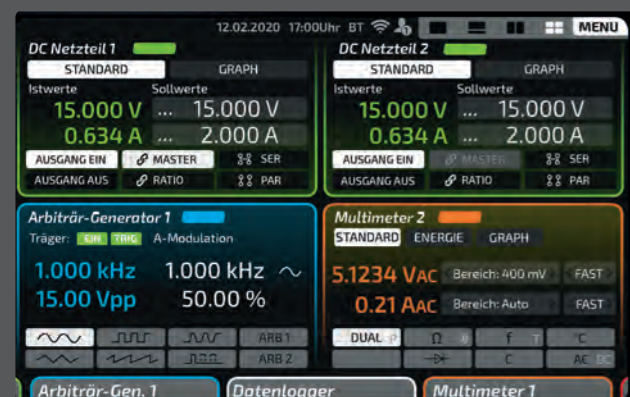 12.02.2020 17:00Uhr BT MENU
DC Netzteil 1
STANDARD GRAPH
Istwerte Sollwerte
15.000 V ... 15.000 V
0.634 A ... 2.000 A
AUSGANG EIN MASTER SER
AUSGANG AUS RATIO PAR
DC Netzteil 2
STANDARD GRAPH
Istwerte Sollwerte
15.000 V ... 15.000 V
0.634 A ... 2.000 A
AUSGANG EIN MASTER SER
AUSGANG AUS RATIO PAR
Arbiträr-Generator 1
Träger: EIN TRIG A-Modulation
1.000 kHz 1.000 kHz
15.00 Vpp 50.00 %
ARB 1
ARB 2
Multimeter 2
STANDARD ENERGIE GRAPH
5.1234 VAC Bereich: 400 mV FAST
0.21 AAC Bereich: Auto FAST
DUAL P Ω f T °C
C AC DC
Arbiträr-Gen. 1 Datenlogger Multimeter 1